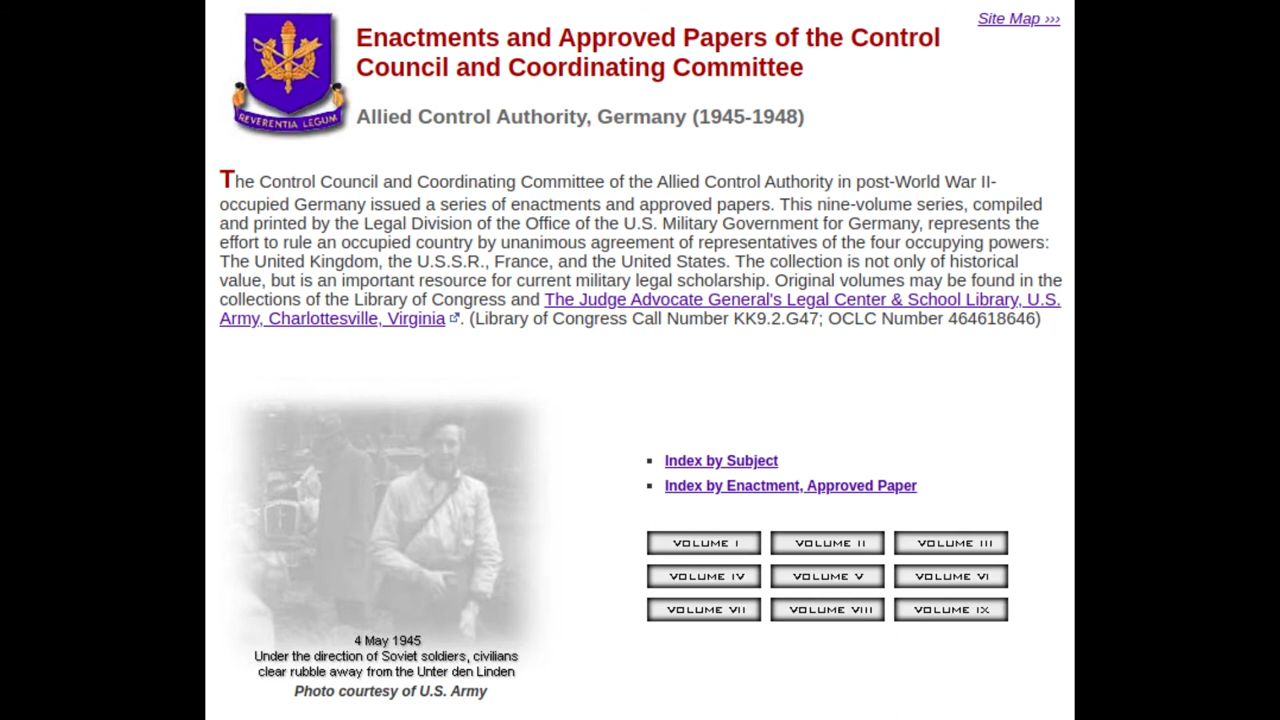 Site Map ›››
Enactments and Approved Papers of the Control
Council and Coordinating Committee
REVERENTIA LEGUM
Allied Control Authority, Germany (1945-1948)
The Control Council and Coordinating Committee of the Allied Control Authority in post-World War II-
occupied Germany issued a series of enactments and approved papers. This nine-volume series, compiled
and printed by the Legal Division of the Office of the U.S. Military Government for Germany, represents the
effort to rule an occupied country by unanimous agreement of representatives of the four occupying powers:
The United Kingdom, the U.S.S.R., France, and the United States. The collection is not only of historical
value, but is an important resource for current military legal scholarship. Original volumes may be found in the
collections of the Library of Congress and The Judge Advocate General's Legal Center & School Library, U.S.
Army, Charlottesville, Virginia. (Library of Congress Call Number KK9.2.G47; OCLC Number 464618646)
Index by Subject
Index by Enactment, Approved Paper
VOLUME I VOLUME II VOLUME III
VOLUME IV VOLUME V VOLUME VI
VOLUME VII VOLUME VIII VOLUME IX
4 May 1945
Under the direction of Soviet soldiers, civilians
clear rubble away from the Unter den Linden
Photo courtesy of U.S. Army